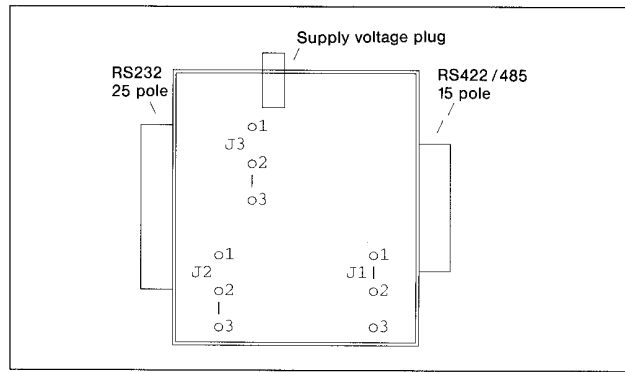 Supply voltage plug
RS232
25 pole
RS422/485
15 pole
o1
J3
o2
o3
o1
J2
o2
o3
o1
J1
o2
o3